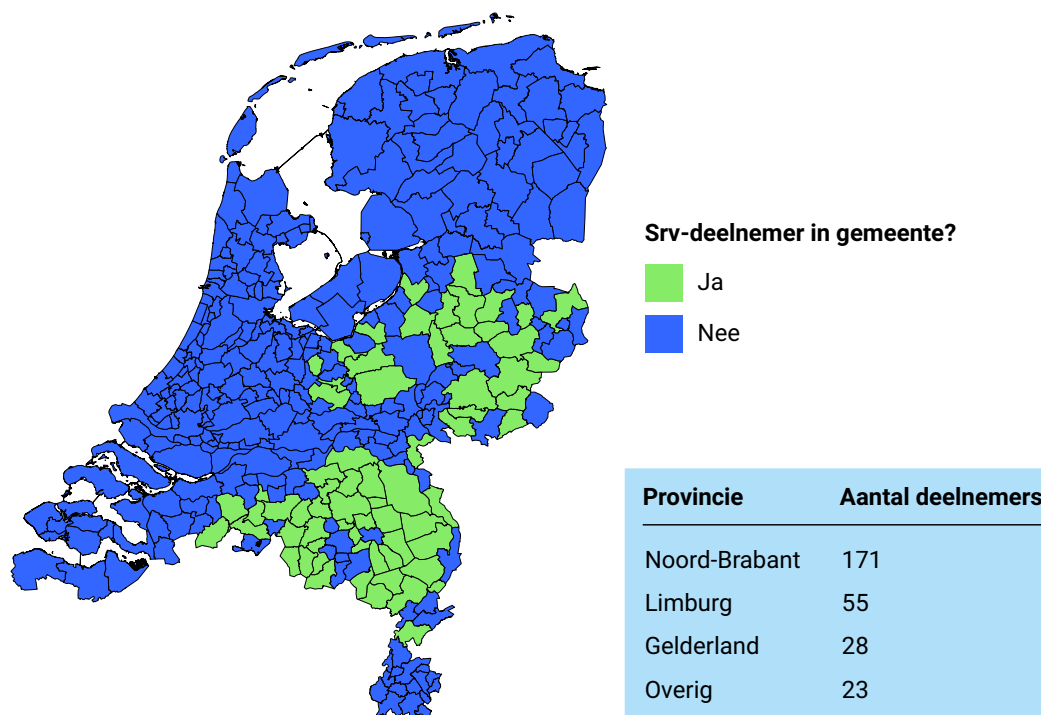 Srv-deelnemer in gemeente?
Ja
Nee
Provincie Aantal deelnemers
Noord-Brabant 171
Limburg 55
Gelderland 28
Overig 23